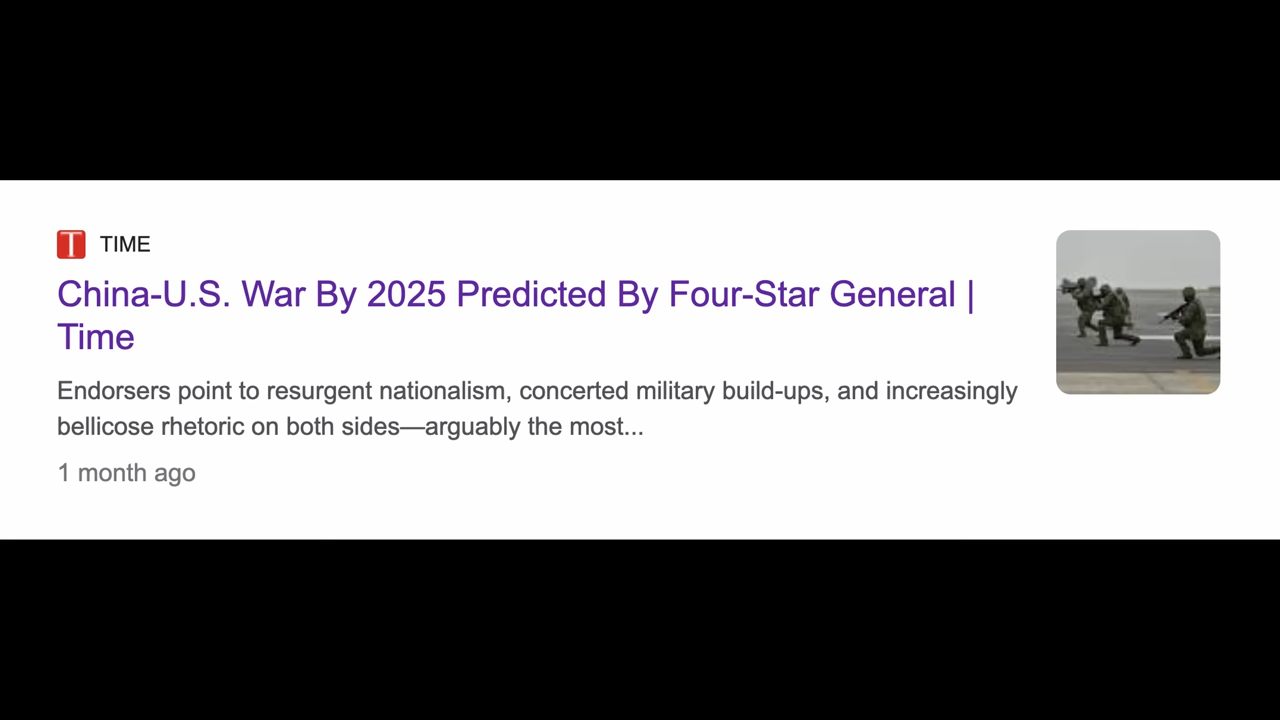 TIME
China-U.S. War By 2025 Predicted By Four-Star General |
Time
Endorsers point to resurgent nationalism, concerted military build-ups, and increasingly
bellicose rhetoric on both sides—arguably the most...
1 month ago